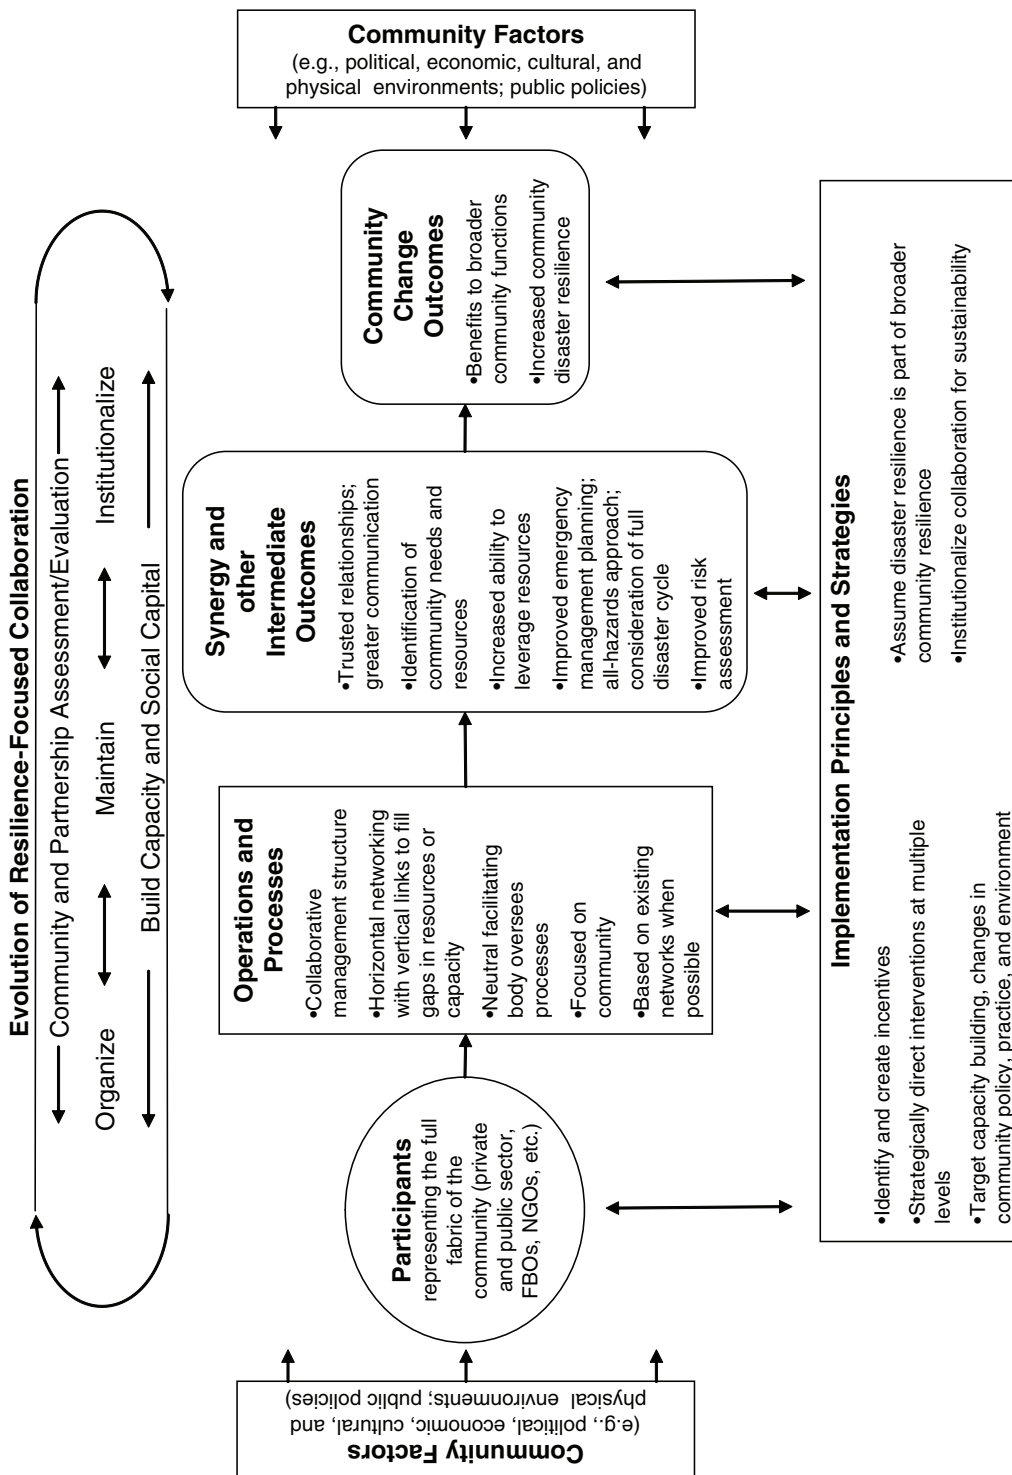 Evolution of Resilience-Focused Collaboration
Community and Partnership Assessment/Evaluation
Organize
Maintain
Institutionalize
Build Capacity and Social Capital
Community Factors
(e.g., political, economic, cultural, and
physical environments; public policies)
Participants
representing the full
fabric of the
community (private
and public sector,
FBOs, NGOs, etc.)
Operations and
Processes
•Collaborative
management structure
•Horizontal networking
with vertical links to fill
gaps in resources or
capacity
•Neutral facilitating
body oversees
processes
•Focused on
community
•Based on existing
networks when
possible
Synergy and
other
Intermediate
Outcomes
•Trusted relationships;
greater communication
•Identification of
community needs and
resources
•Increased ability to
leverage resources
•Improved emergency
management planning;
all-hazards approach;
consideration of full
disaster cycle
•Improved risk
assessment
Community
Change
Outcomes
•Benefits to broader
community functions
•Increased community
disaster resilience
Community Factors
(e.g., political, economic, cultural, and
physical environments; public policies)
Implementation Principles and Strategies
•Identify and create incentives
•Strategically direct interventions at multiple
levels
•Target capacity building, changes in
community policy, practice, and environment
•Assume disaster resilience is part of broader
community resilience
•Institutionalize collaboration for sustainability